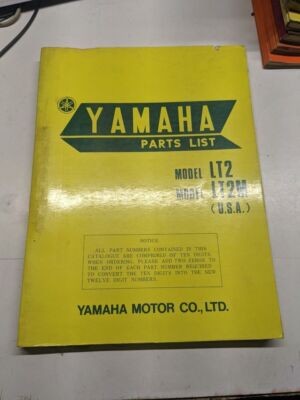 YAMAHA
PARTS LIST
MODEL LT2
MODEL LT2M
(U.S.A.)
NOTICE
ALL PART NUMBERS CONTAINED IN THIS
CATALOGUE ARE COMPRISED OF TEN DIGITS.
WHEN ORDERING, PLEASE ADD TWO ZEROS TO
THE END OF EACH PART NUMBER REQUIRED
TO CONVERT THE TEN DIGITS INTO THE NEW
TWELVE DIGIT NUMBERS.
YAMAHA MOTOR CO., LTD.